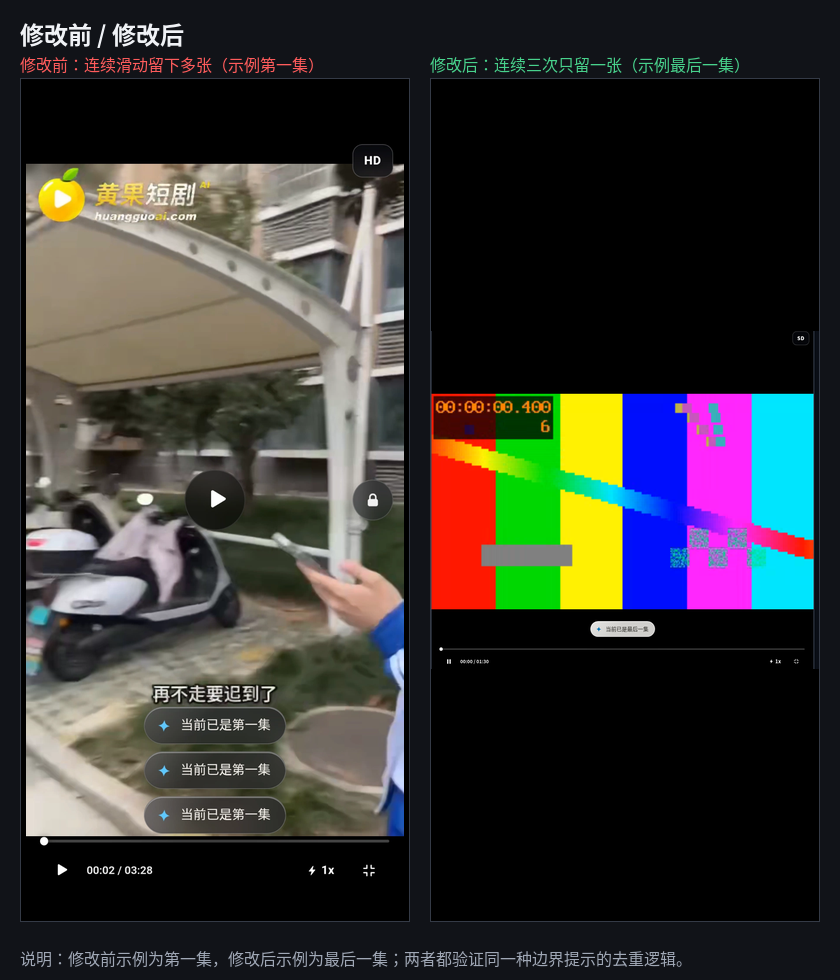 修改前 / 修改后
修改前：连续滑动留下多张（示例第一集）
修改后：连续三次只留一张（示例最后一集）
HD
黄果短剧 AI
huangguoai.com
再不走要迟到了
当前已是第一集
当前已是第一集
当前已是第一集
00:02 / 03:28
1x
SD
00:00:00.400
6
当前已是最后一集
00:00 / 01:30
1x
说明：修改前示例为第一集，修改后示例为最后一集；两者都验证同一种边界提示的去重逻辑。